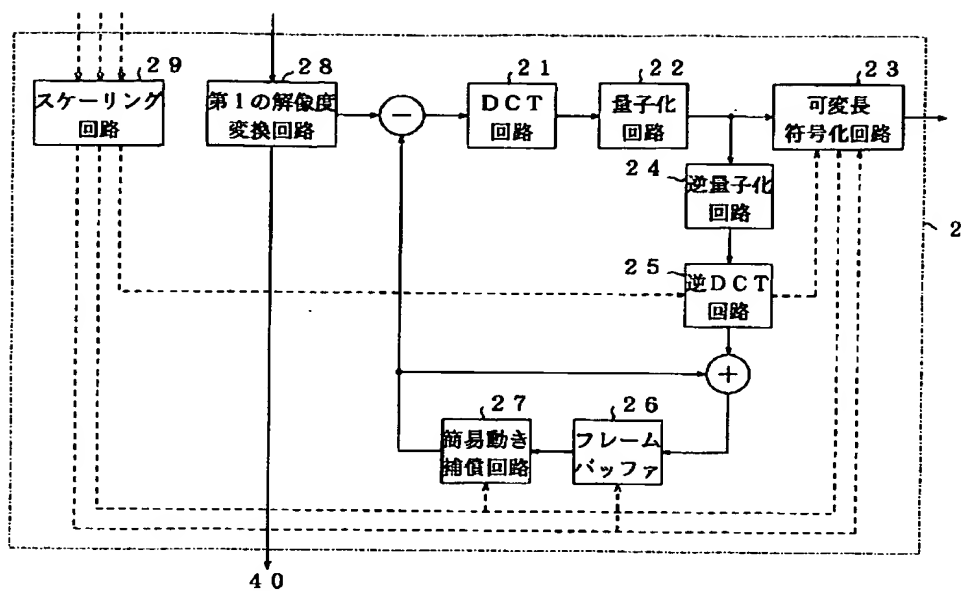 ２９
スケーリング
回路
２８
第１の解像度
変換回路
−
２１
ＤＣＴ
回路
２２
量子化
回路
２３
可変長
符号化回路
２４
逆量子化
回路
２
２５
逆ＤＣＴ
回路
＋
２７
簡易動き
補償回路
２６
フレーム
バッファ
４０